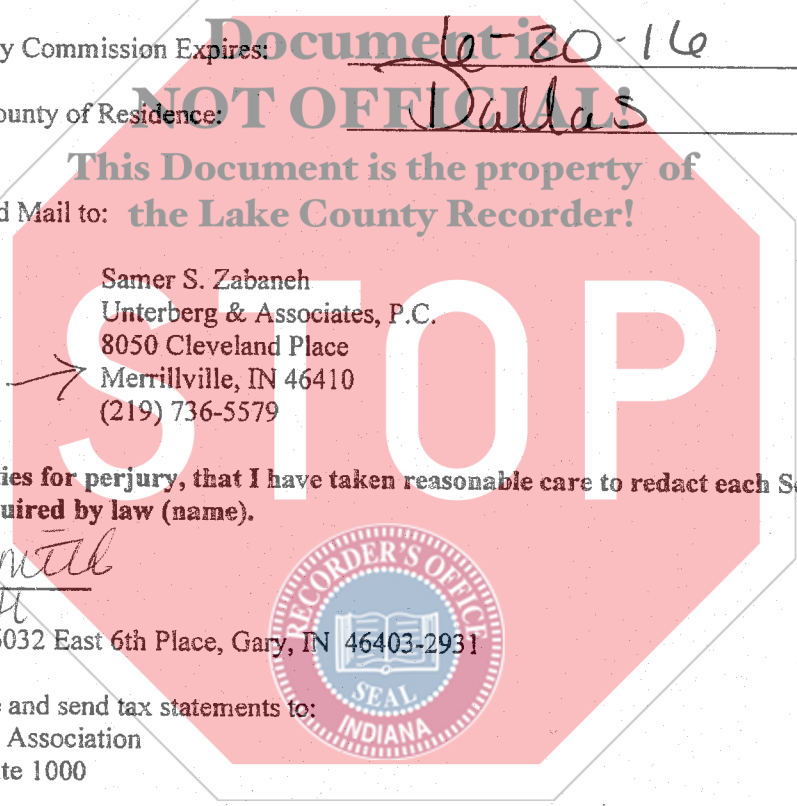 Document is
y Commission Expires: 6-20-16
NOT OFFICIAL!
ounty of Residence: Dallas
This Document is the property of
d Mail to: the Lake County Recorder!
STOP
Samer S. Zabaneh
Unterberg & Associates, P.C.
8050 Cleveland Place
Merrillville, IN 46410
(219) 736-5579
ties for perjury, that I have taken reasonable care to redact each S
uired by law (name).
RECORDER'S OFFICE
5032 East 6th Place, Gary, IN 46403-2931
SEAL
INDIANA
e and send tax statements to:
Association
te 1000